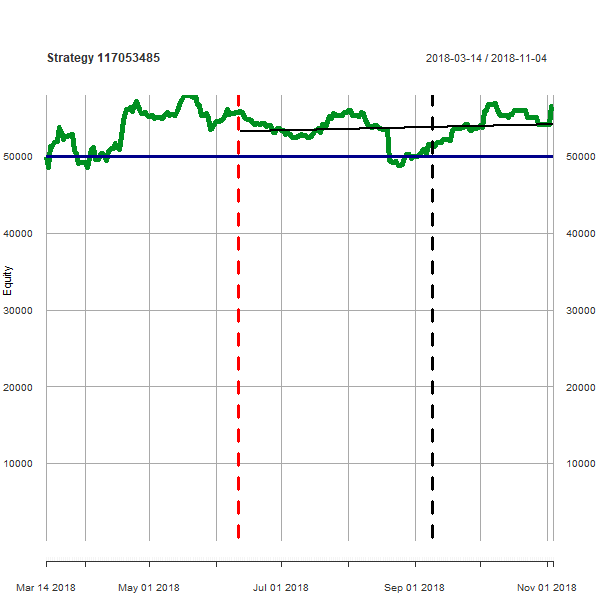 Strategy 117053485
2018-03-14 / 2018-11-04
Equity
50000
40000
30000
20000
10000
50000
40000
30000
20000
10000
Mar 14 2018
May 01 2018
Jul 01 2018
Sep 01 2018
Nov 01 2018